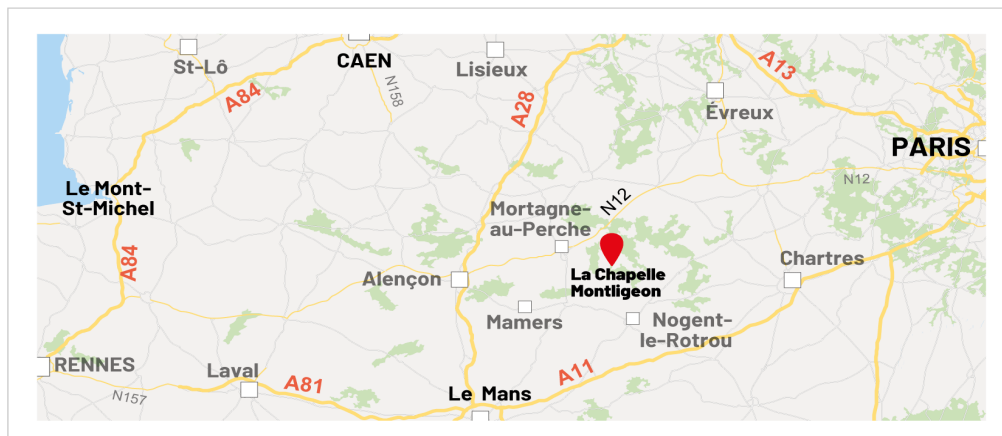 St-Lô
CAEN
Lisieux
A13
N158
A84
A28
Évreux
PARIS
N12
Le Mont-
St-Michel
N12
Mortagne-
au-Perche
A84
Alençon
La Chapelle
Montligeon
Chartres
Mamers
Nogent-
le-Rotrou
RENNES
Laval
A81
A11
N157
Le Mans